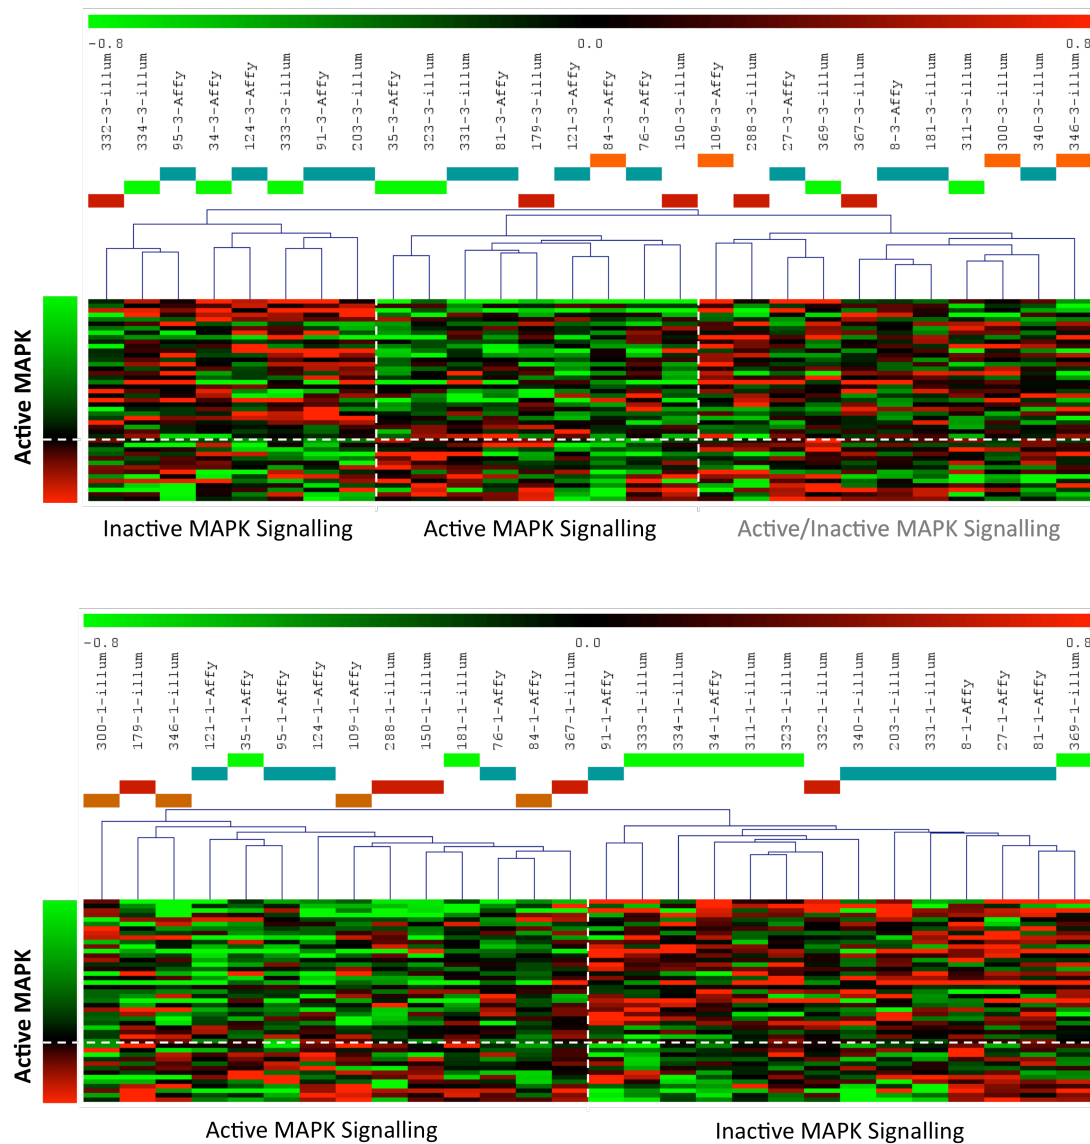 -0.8 0.0 0.8
332-3-illum
334-3-illum
95-3-Affy
34-3-Affy
124-3-Affy
333-3-illum
91-3-Affy
203-3-illum
35-3-Affy
323-3-illum
331-3-illum
81-3-Affy
179-3-illum
121-3-Affy
84-3-Affy
76-3-Affy
150-3-illum
109-3-Affy
288-3-illum
27-3-Affy
369-3-illum
367-3-illum
8-3-Affy
181-3-illum
311-3-illum
300-3-illum
340-3-illum
346-3-illum
Active MAPK
Inactive MAPK Signalling Active MAPK Signalling Active/Inactive MAPK Signalling
-0.8 0.0 0.8
300-1-illum
179-1-illum
346-1-illum
121-1-Affy
35-1-Affy
95-1-Affy
124-1-Affy
109-1-Affy
288-1-illum
150-1-illum
181-1-illum
76-1-Affy
84-1-Affy
367-1-illum
91-1-Affy
333-1-illum
334-1-illum
34-1-Affy
311-1-illum
323-1-illum
332-1-illum
340-1-illum
203-1-illum
331-1-illum
8-1-Affy
27-1-Affy
81-1-Affy
369-1-illum
Active MAPK
Active MAPK Signalling Inactive MAPK Signalling